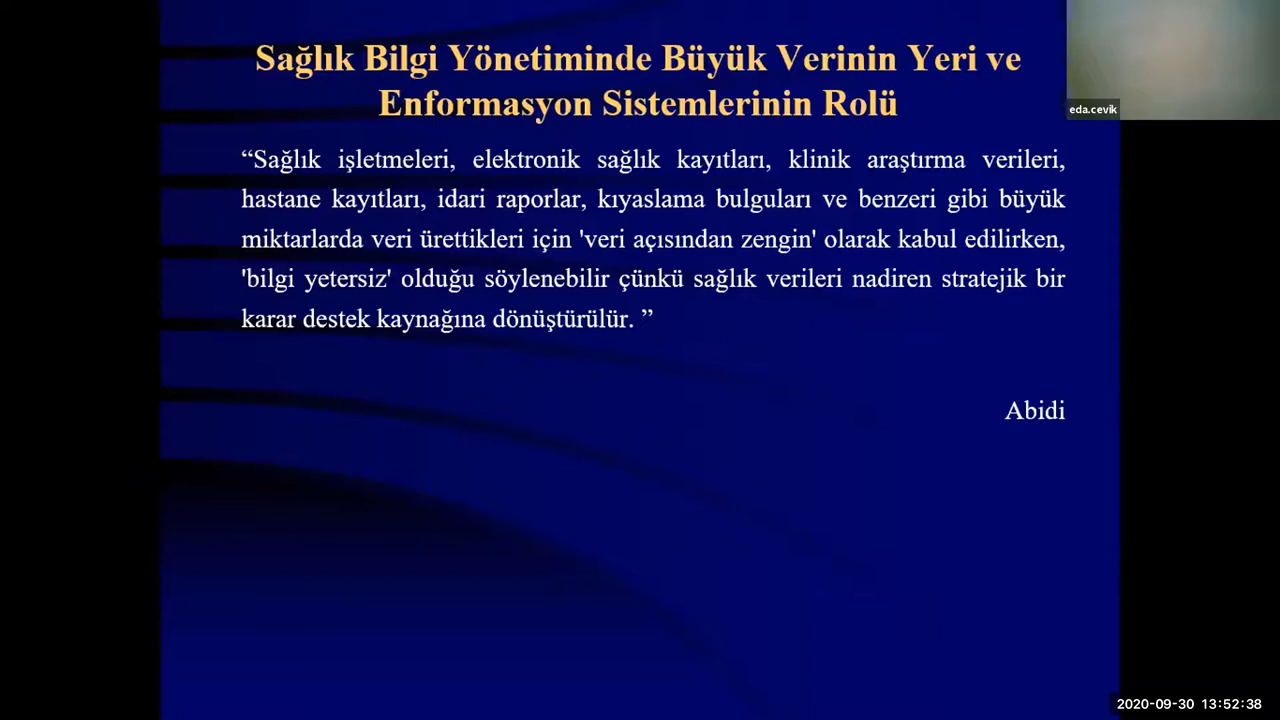 Sağlık Bilgi Yönetiminde Büyük Verinin Yeri ve
Enformasyon Sistemlerinin Rolü
eda.cevik
“Sağlık işletmeleri, elektronik sağlık kayıtları, klinik araştırma verileri,
hastane kayıtları, idari raporlar, kıyaslama bulguları ve benzeri gibi büyük
miktarlarda veri ürettikleri için 'veri açısından zengin' olarak kabul edilirken,
'bilgi yetersiz' olduğu söylenebilir çünkü sağlık verileri nadiren stratejik bir
karar destek kaynağına dönüştürülür. ”
Abidi
2020-09-30 13:52:38